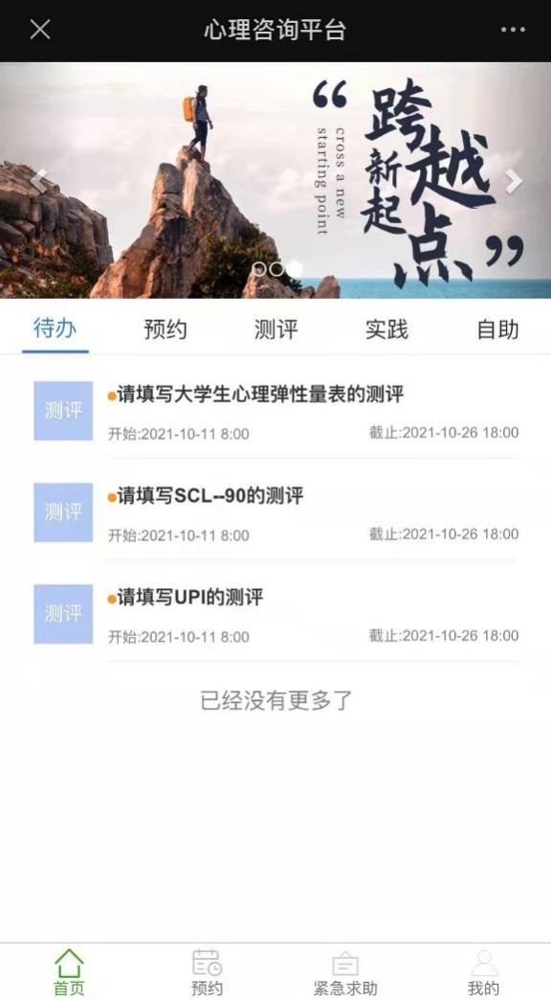 心理咨询平台
cross a new
starting point
跨越
新起
点
待办
预约
测评
实践
自助
测评
请填写大学生心理弹性量表的测评
开始:2021-10-11 8:00
截止:2021-10-26 18:00
测评
请填写SCL--90的测评
开始:2021-10-11 8:00
截止:2021-10-26 18:00
测评
请填写UPI的测评
开始:2021-10-11 8:00
截止:2021-10-26 18:00
已经没有更多了
首页
预约
紧急求助
我的